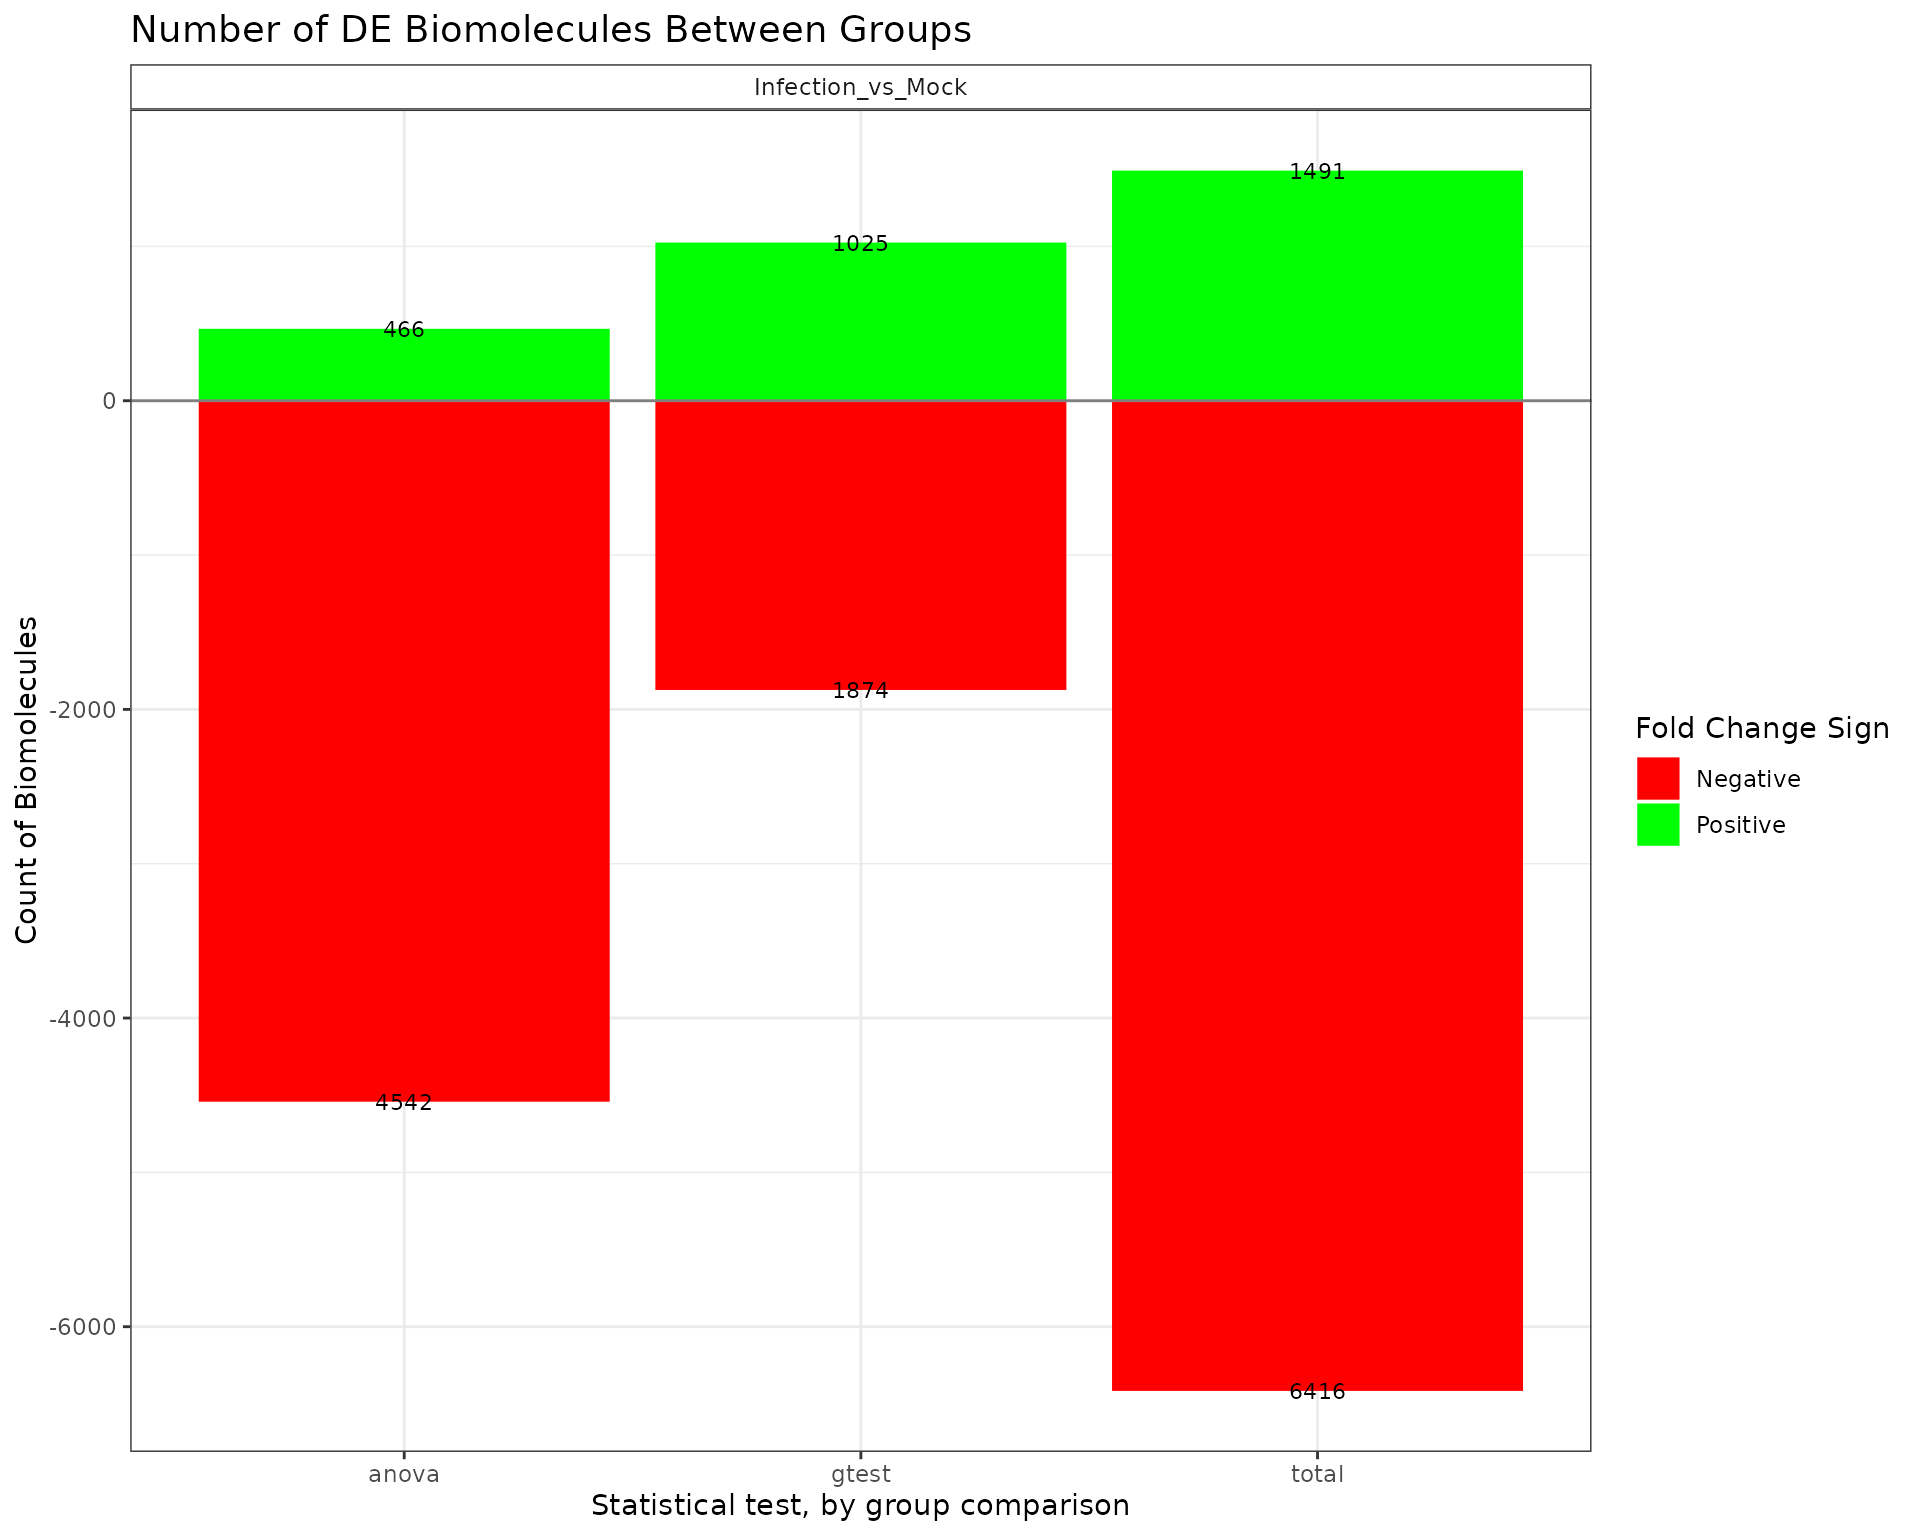 Number of DE Biomolecules Between Groups
Infection_vs_Mock
1491
1025
466
0
-2000
-4000
-6000
1874
4542
6416
Count of Biomolecules
anova
gtest
total
Statistical test, by group comparison
Fold Change Sign
Negative
Positive